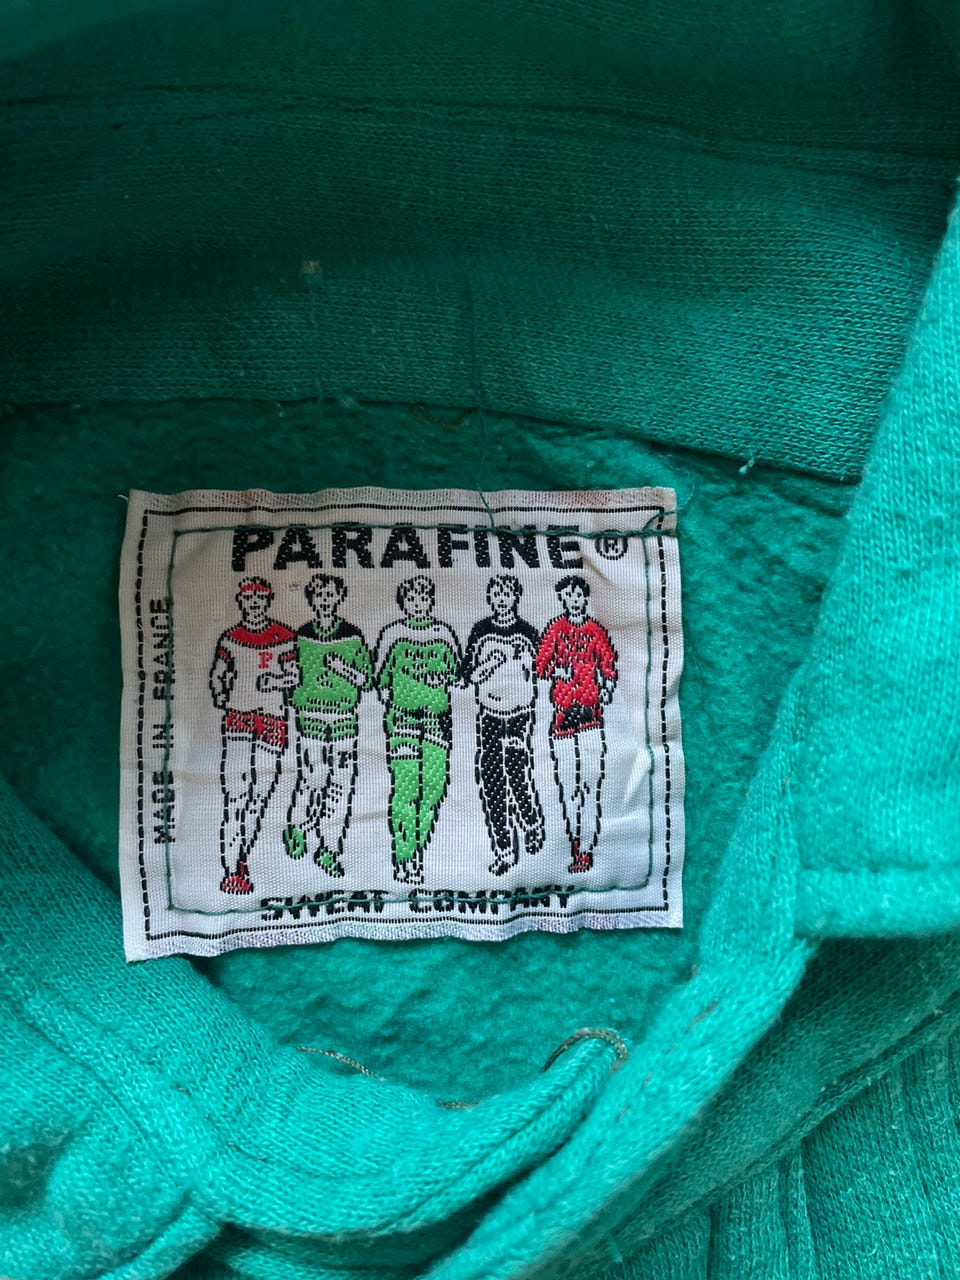 PARAFINE®
MADE IN FRANCE
F
SWEAT COMPANY